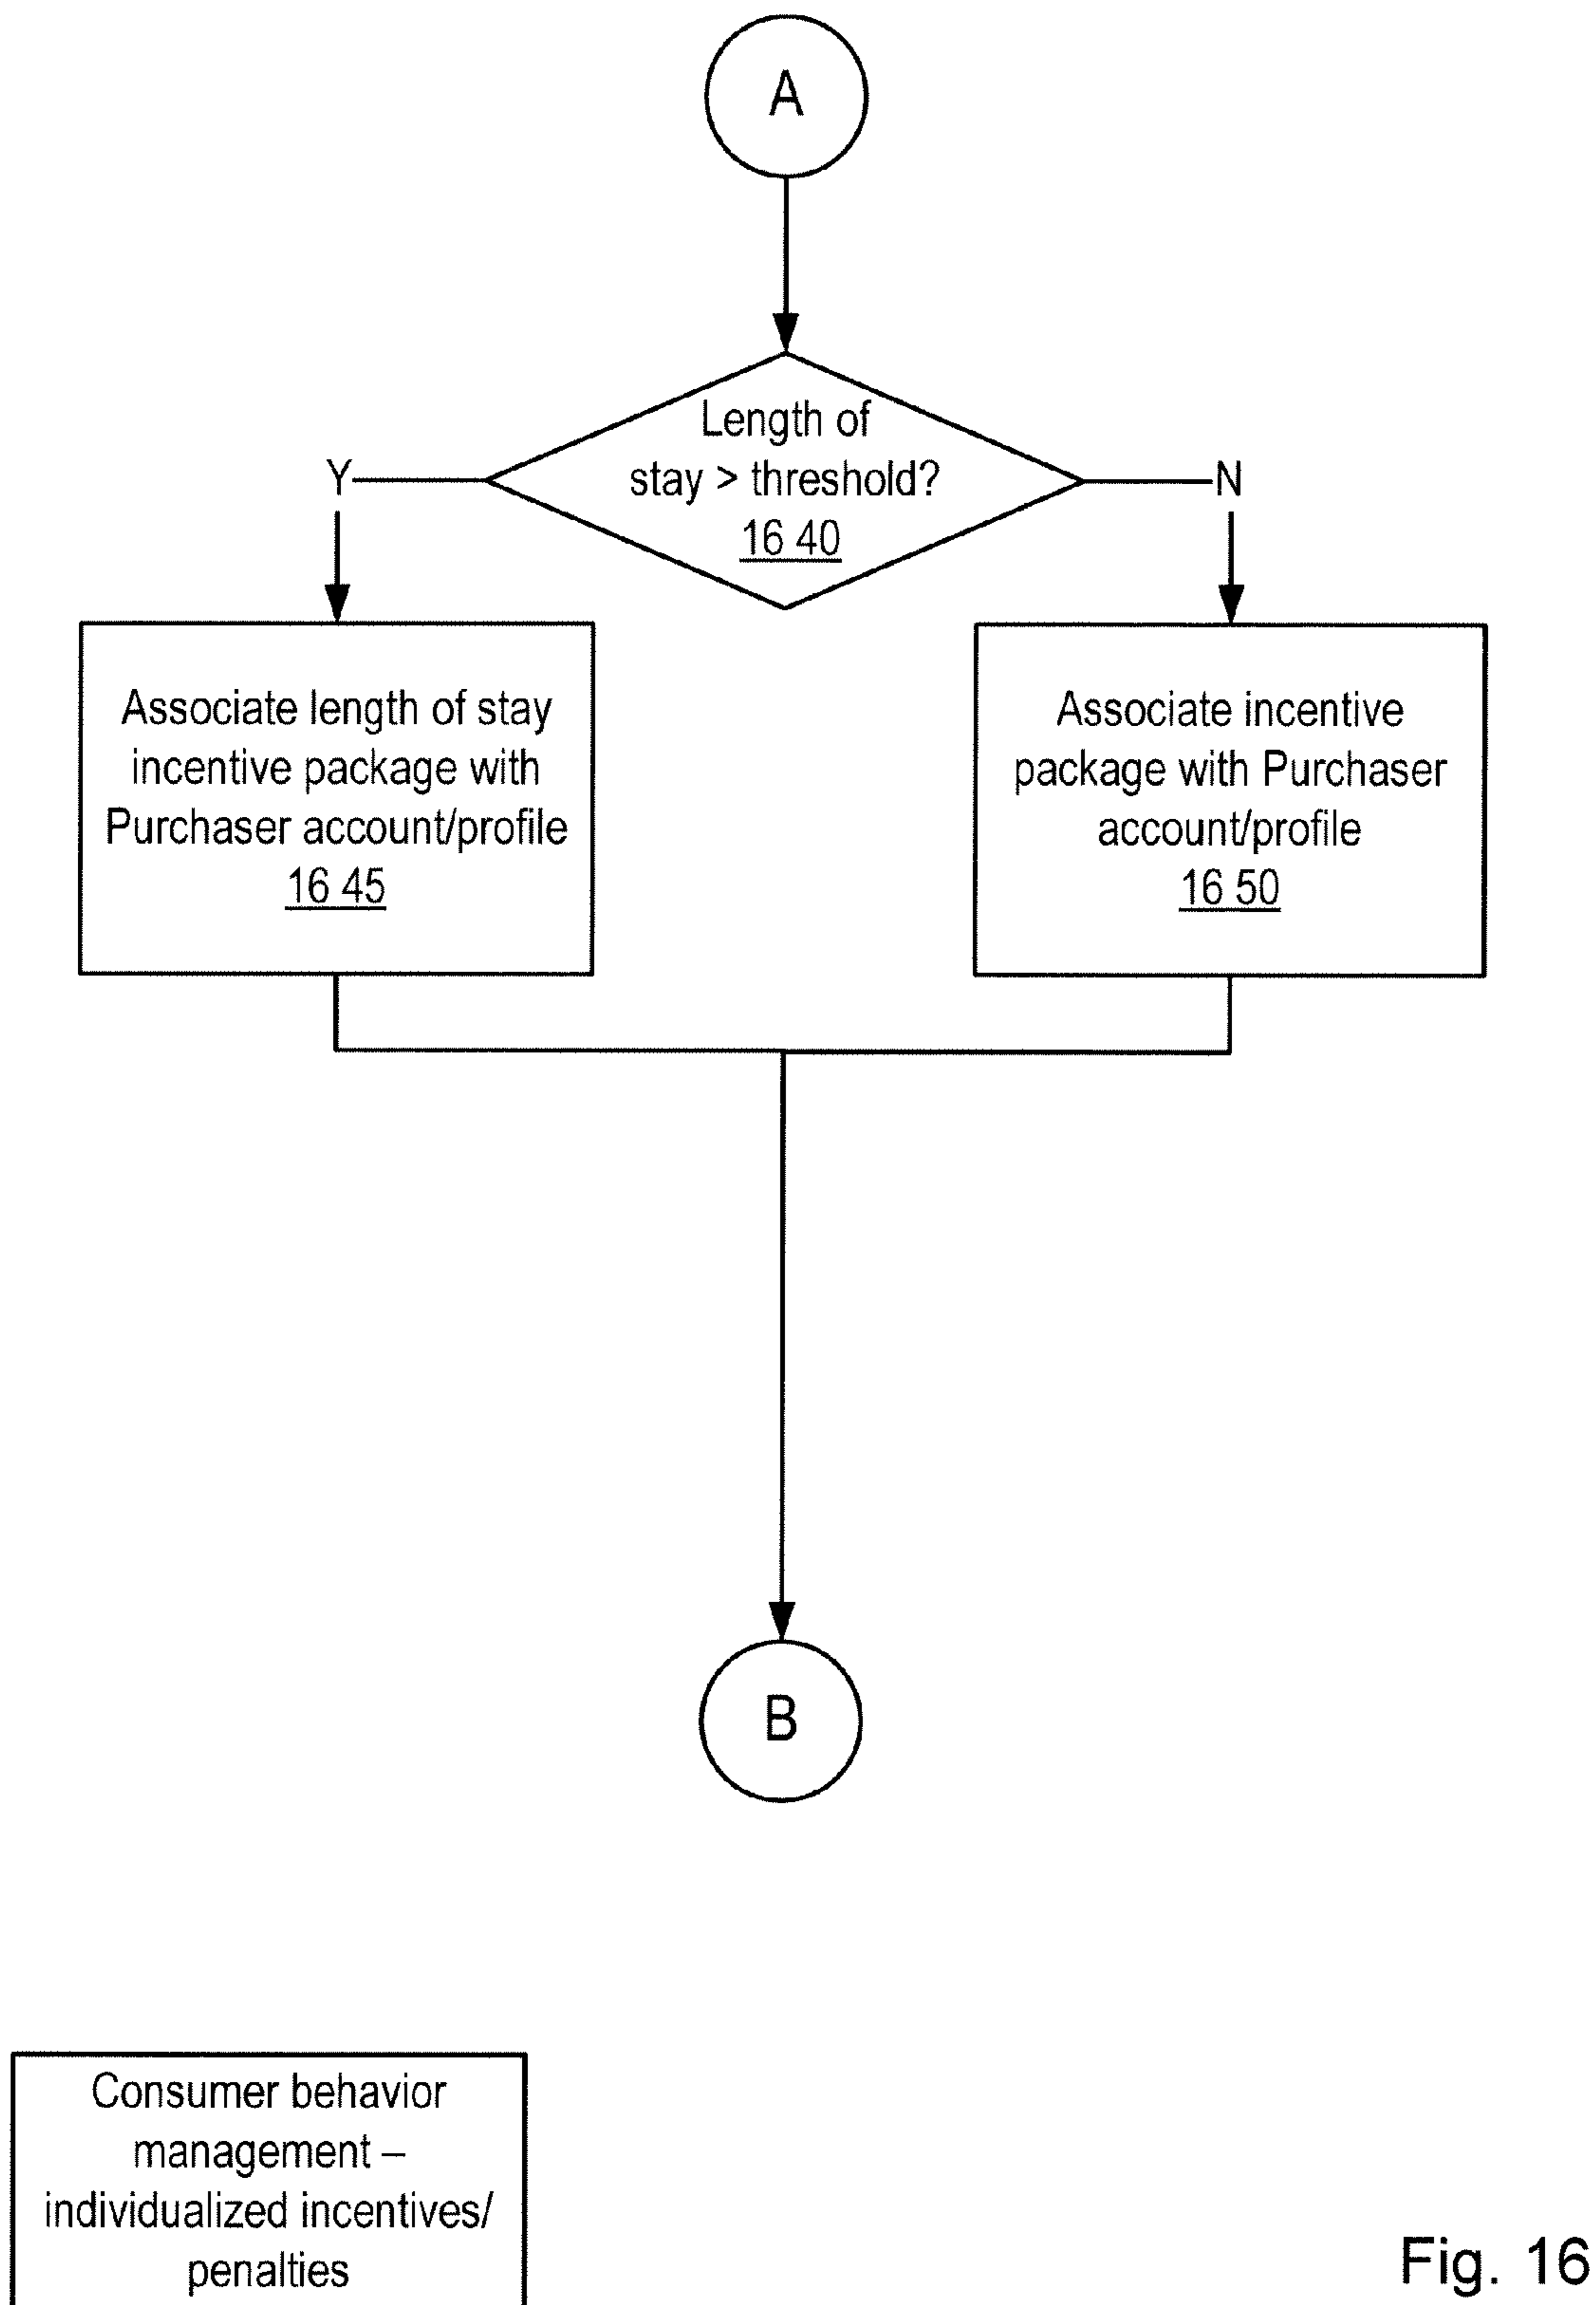 A
Length of
stay > threshold?
16 40
Y
N
Associate length of stay
incentive package with
Purchaser account/profile
16 45
Associate incentive
package with Purchaser
account/profile
16 50
B
Consumer behavior
management –
individualized incentives/
penalties
Fig. 16